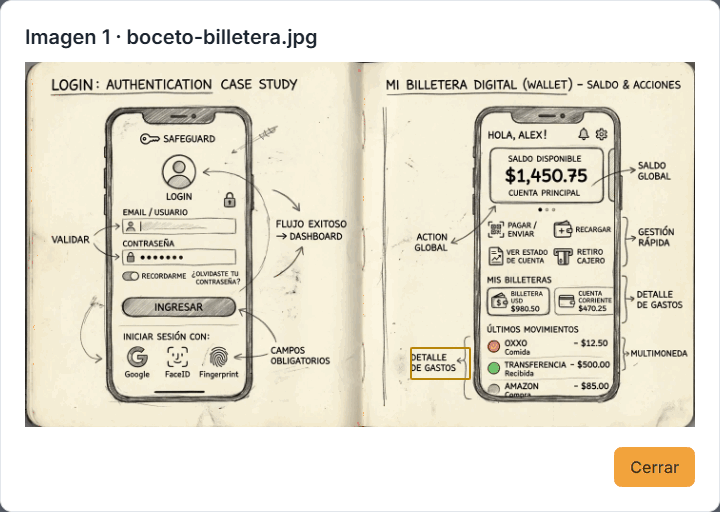 Imagen 1 · boceto-billetera.jpg
LOGIN: AUTHENTICATION CASE STUDY
SAFEGUARD
LOGIN
EMAIL / USUARIO
CONTRASEÑA
RECORDARME
¿OLVIDASTE TU
CONTRASEÑA?
INGRESAR
INICIAR SESIÓN CON:
Google
FaceID
Fingerprint
VALIDAR
FLUJO EXITOSO
→ DASHBOARD
CAMPOS
OBLIGATORIOS
MI BILLETERA DIGITAL (WALLET) – SALDO & ACCIONES
HOLA, ALEX!
SALDO DISPONIBLE
$1,450.75
CUENTA PRINCIPAL
PAGAR /
ENVIAR
RECARGAR
VER ESTADO
DE CUENTA
RETIRO
CAJERO
MIS BILLETERAS
BILLETERA
USD
$980.50
CUENTA
CORRIENTE
$470.25
ÚLTIMOS MOVIMIENTOS
OXXO - $12.50
Comida
TRANSFERENCIA - $500.00
Recibida
AMAZON - $85.00
Compra
ACTION
GLOBAL
DETALLE
DE GASTOS
SALDO
GLOBAL
GESTIÓN
RÁPIDA
DETALLE
DE GASTOS
MULTIMONEDA
Cerrar